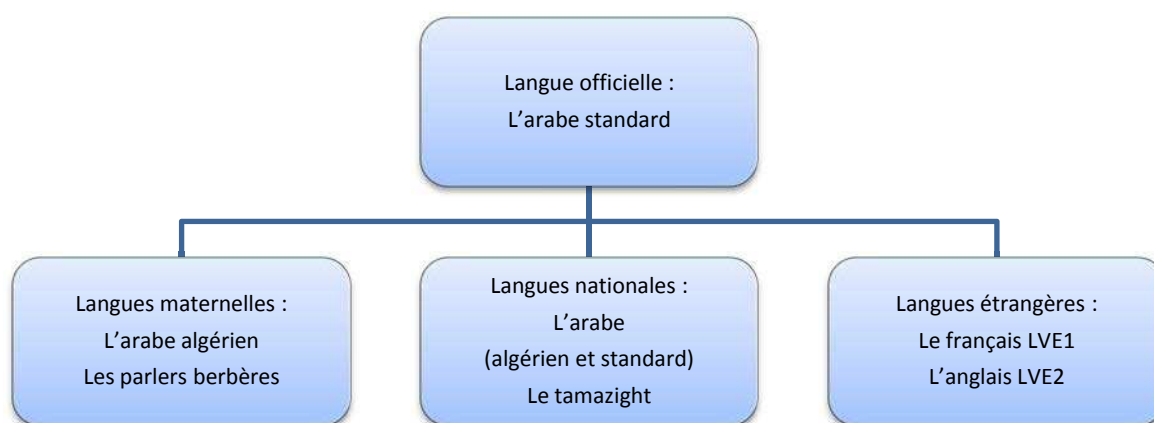 Langue officielle :
L’arabe standard
Langues maternelles :
L’arabe algérien
Les parlers berbères
Langues nationales :
L’arabe
(algérien et standard)
Le tamazight
Langues étrangères :
Le français LVE1
L’anglais LVE2